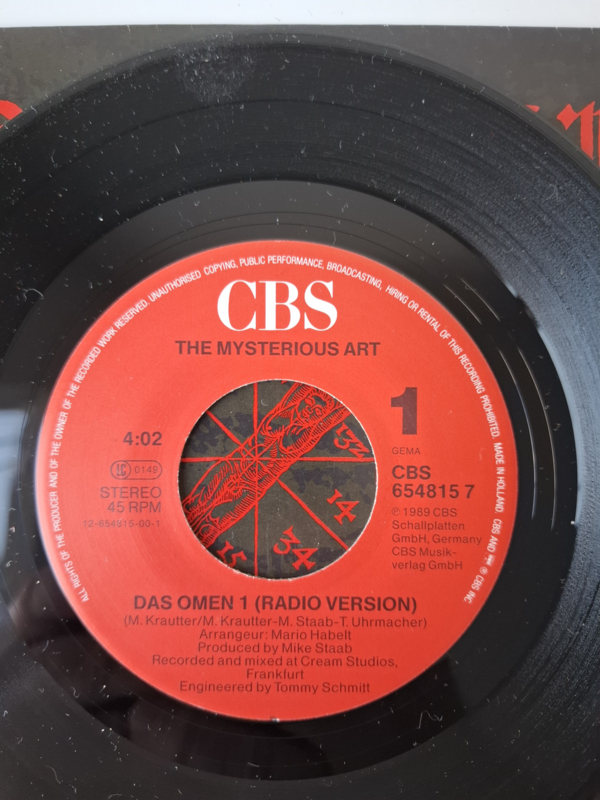 ALL RIGHTS OF THE PRODUCER AND OF THE OWNER OF THE RECORDED WORK RESERVED, UNAUTHORISED COPYING, PUBLIC PERFORMANCE, BROADCASTING, HIRING OR RENTAL OF THIS RECORDING PROHIBITED. MADE IN HOLLAND CBS AND ® CBS INC
CBS
THE MYSTERIOUS ART
4:02
LC 0149
STEREO
45 RPM
12-654815-00-1
1
GEMA
CBS
654815 7
℗ 1989 CBS
Schallplatten
GmbH, Germany
CBS Musik-
verlag GmbH
32
14
34
15
DAS OMEN 1 (RADIO VERSION)
(M. Krautter/M. Krautter-M. Staab-T. Uhrmacher)
Arrangeur: Mario Habelt
Produced by Mike Staab
Recorded and mixed at Cream Studios,
Frankfurt
Engineered by Tommy Schmitt